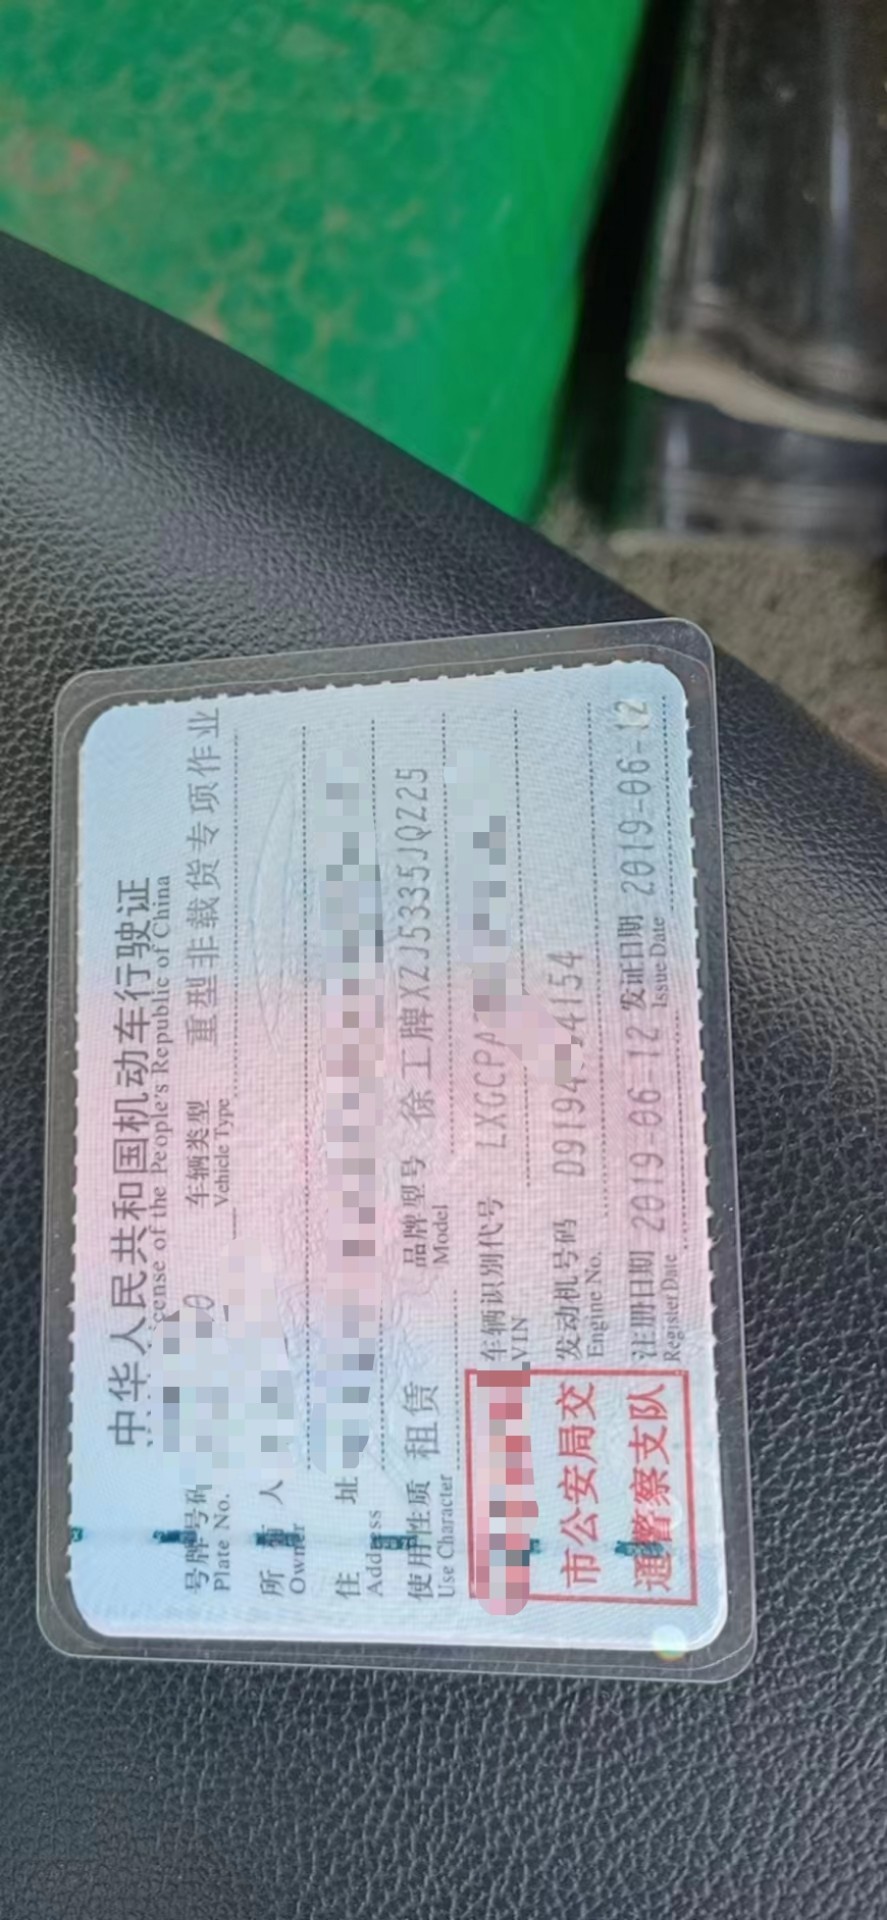 中华人民共和国机动车行驶证
cense of the People's Republic of China
号牌号码
Plate No.
车辆类型 重型非载货专项作业
Vehicle Type
所有人
Owner
住址
Address
使用性质 租赁
Use Character
品牌型号 徐工牌XZJ5335JQZ25
Model
车辆识别代号 LXGCPA
VIN
发动机号码 D9194 4154
Engine No.
注册日期 2019-06-12 发证日期 2019-06-12
Register Date Issue Date
市公安局交
通警察支队